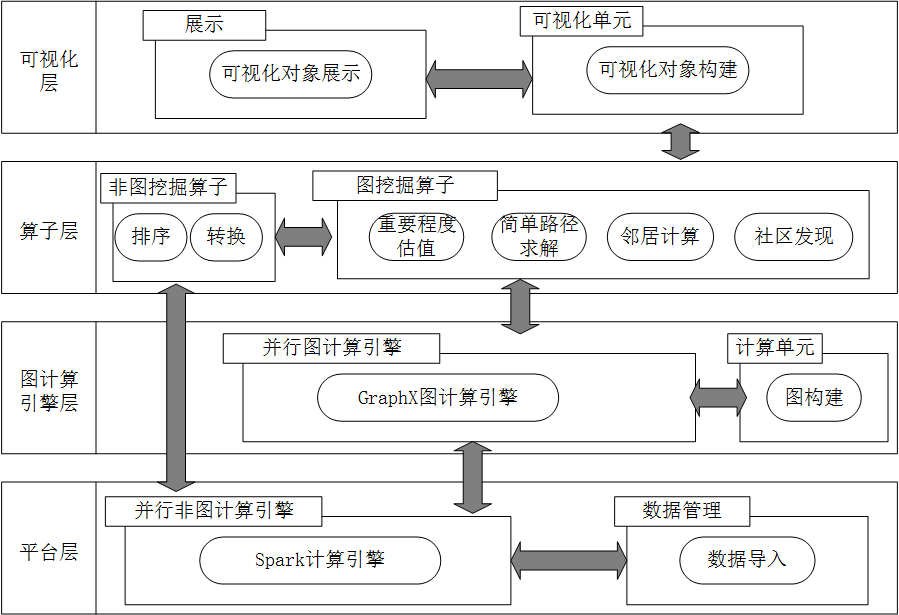 可视化
层
展示
可视化对象展示
可视化单元
可视化对象构建
算子层
非图挖掘算子
排序
转换
图挖掘算子
重要程度
估值
简单路径
求解
邻居计算
社区发现
图计算
引擎层
并行图计算引擎
GraphX图计算引擎
计算单元
图构建
平台层
并行非图计算引擎
Spark计算引擎
数据管理
数据导入